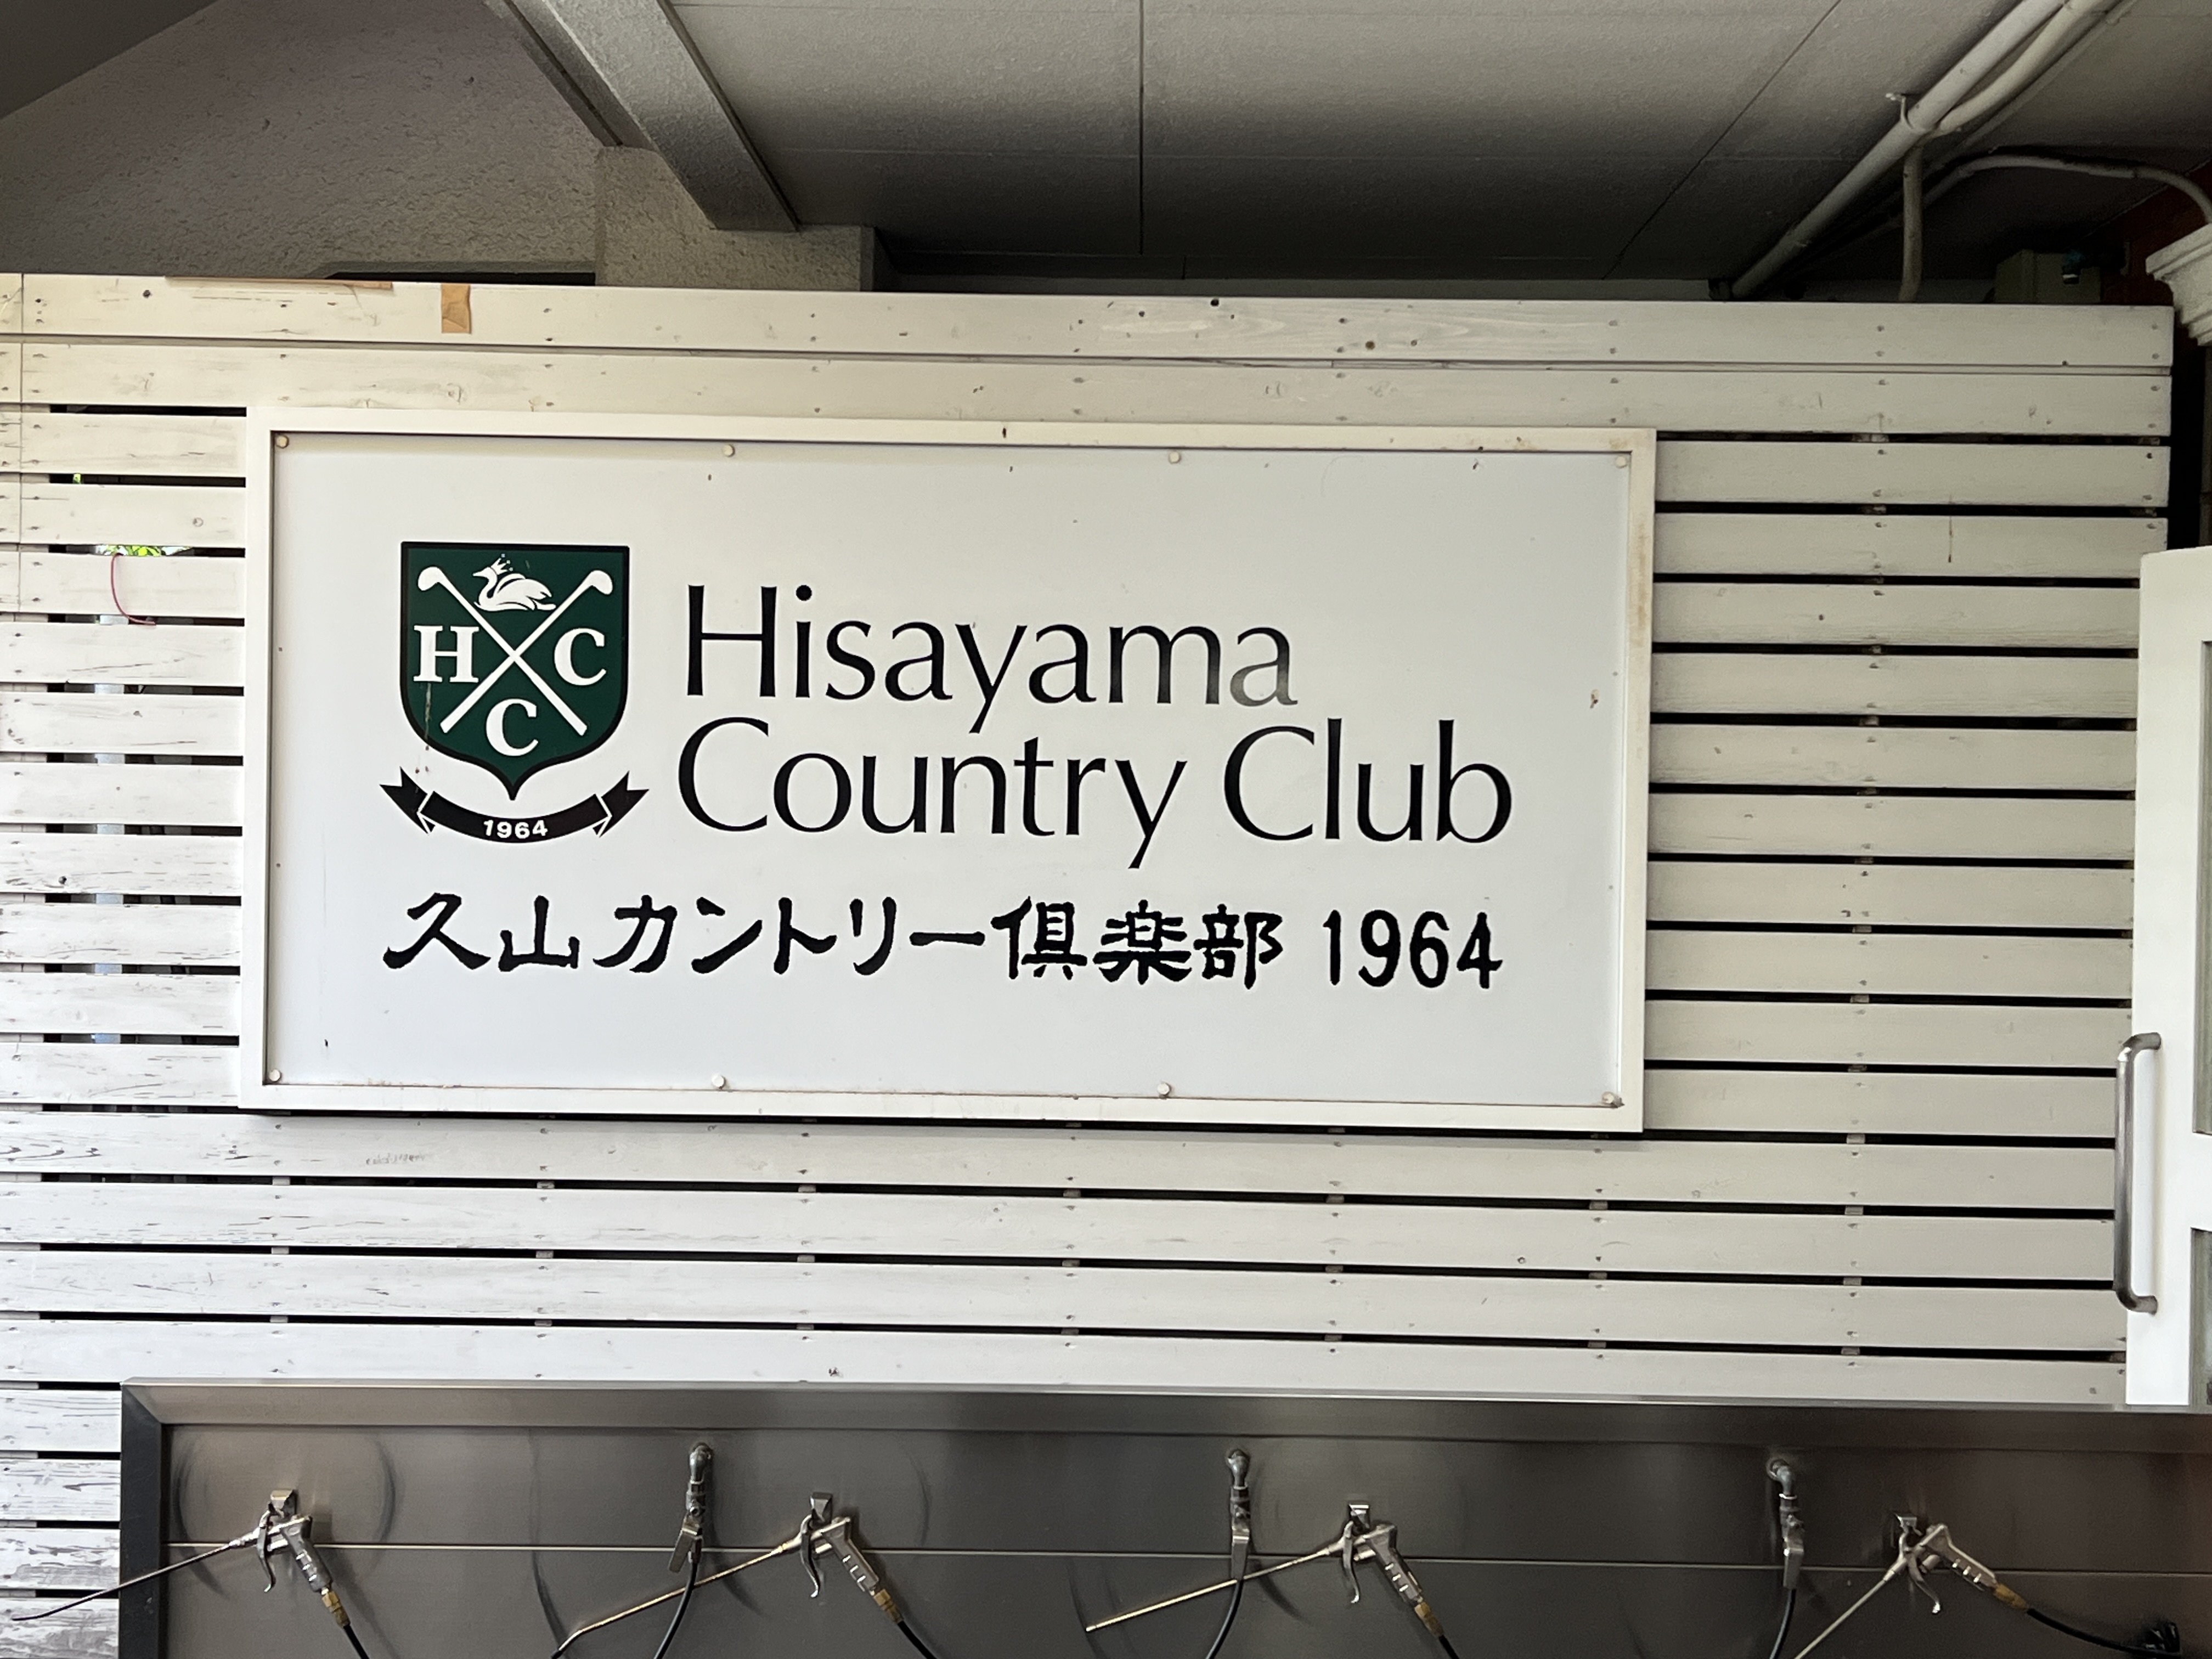 H C
C
1964
Hisayama
Country Club
久山カントリー倶楽部 1964